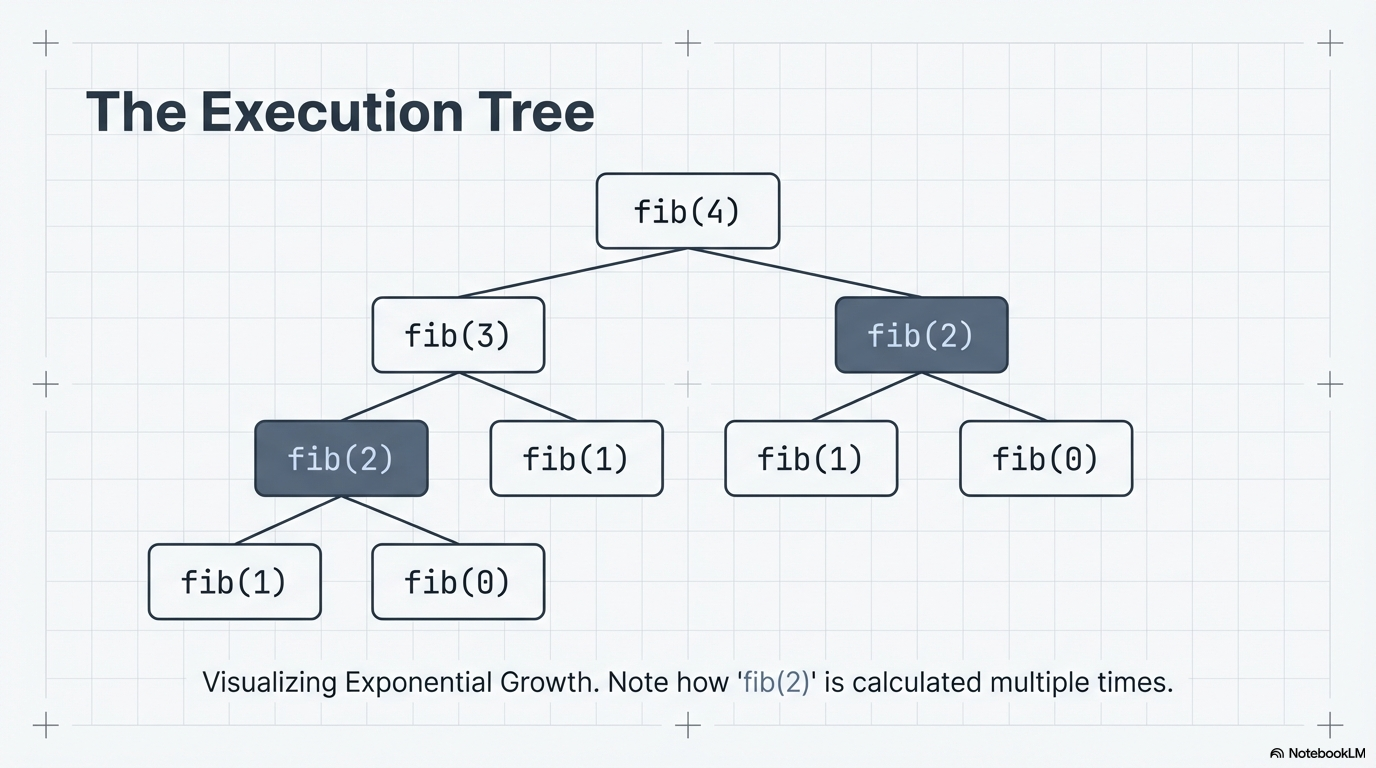 The Execution Tree
fib(4)
fib(3)
fib(2)
fib(2)
fib(1)
fib(1)
fib(0)
fib(1)
fib(0)
Visualizing Exponential Growth. Note how 'fib(2)' is calculated multiple times.
NotebookLM